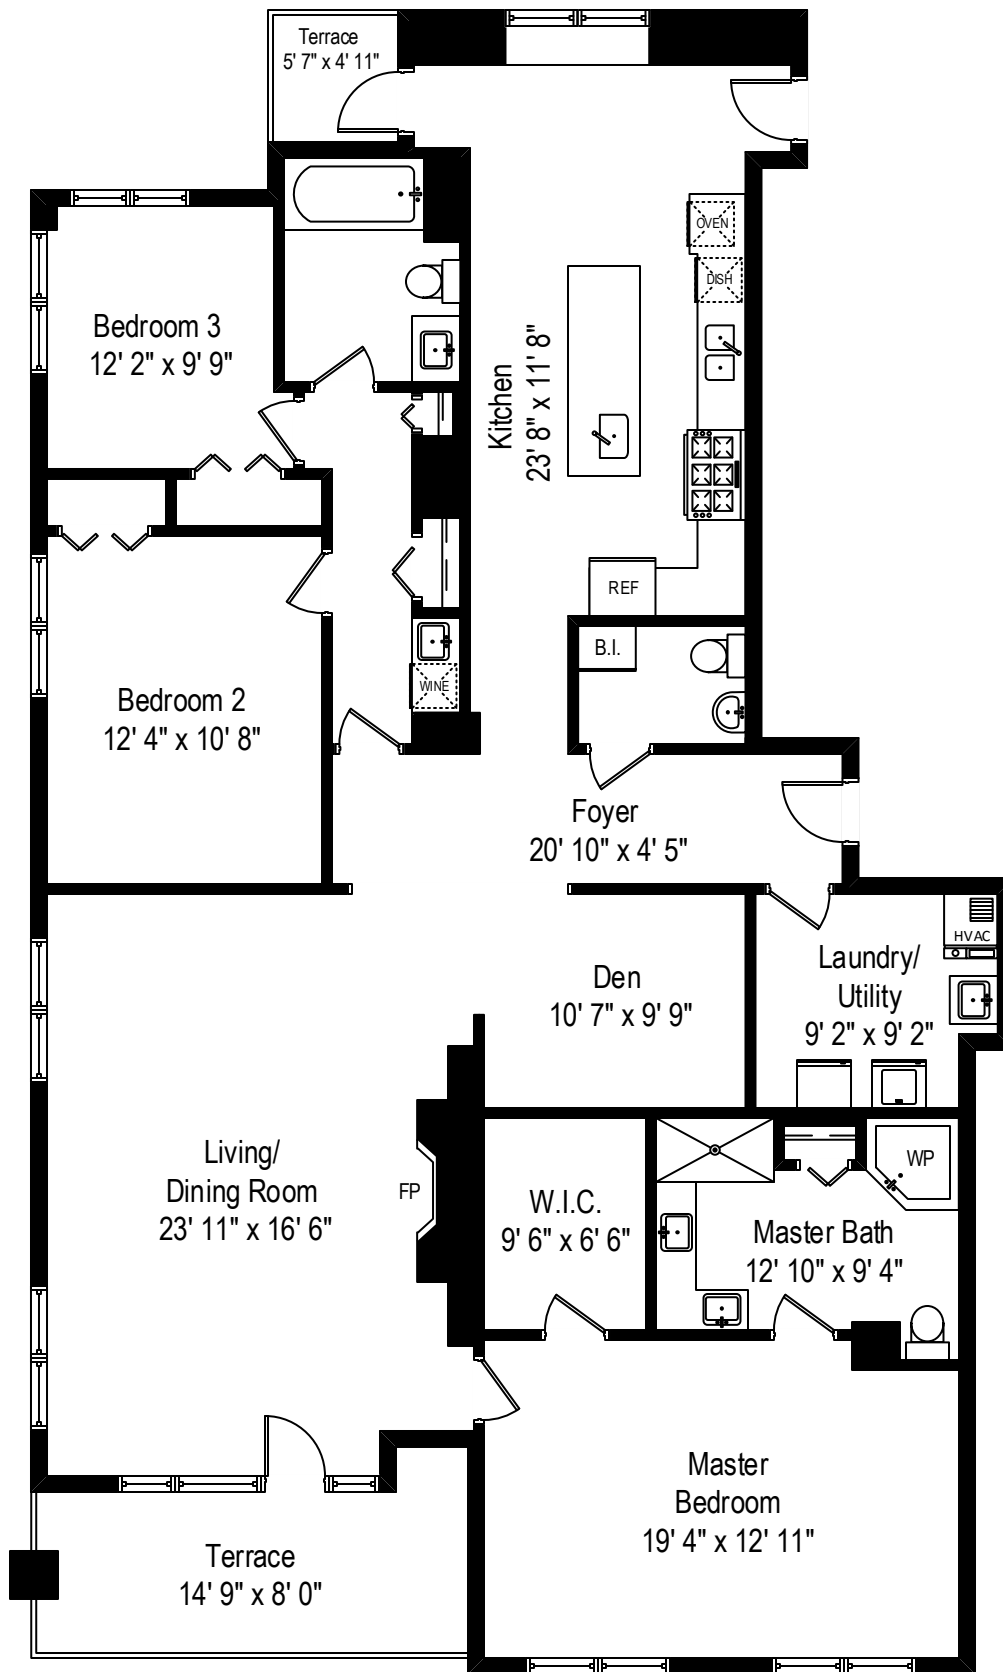 Terrace
5' 7" x 4' 11"
OVEN
DISH
Bedroom 3
12' 2" x 9' 9"
Kitchen
23' 8" x 11' 8"
REF
B.I.
WINE
Bedroom 2
12' 4" x 10' 8"
Foyer
20' 10" x 4' 5"
HVAC
Laundry/
Utility
9' 2" x 9' 2"
Den
10' 7" x 9' 9"
Living/
Dining Room
23' 11" x 16' 6"
FP
W.I.C.
9' 6" x 6' 6"
WP
Master Bath
12' 10" x 9' 4"
Master
Bedroom
19' 4" x 12' 11"
Terrace
14' 9" x 8' 0"